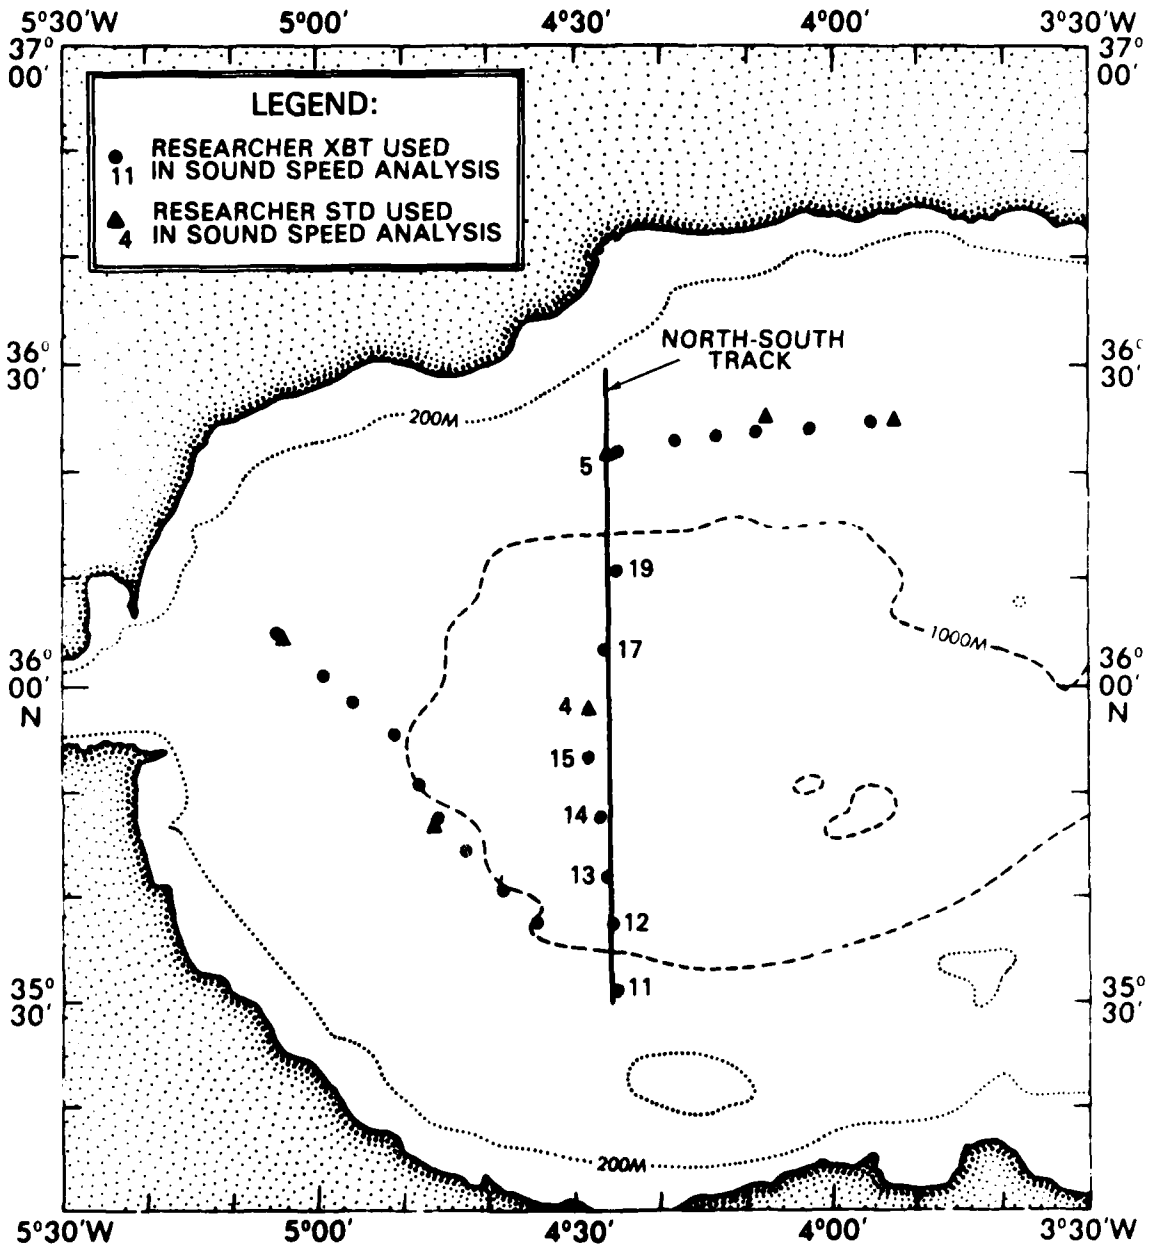 5°30'W 5°00' 4°30' 4°00' 3°30'W
37° 00'
37° 00'
LEGEND:
11 RESEARCHER XBT USED
IN SOUND SPEED ANALYSIS
4 RESEARCHER STD USED
IN SOUND SPEED ANALYSIS
NORTH-SOUTH
TRACK
36° 30'
36° 30'
200M
5
19
1000M
17
36° 00' N
36° 00' N
4
15
14
13
12
11
35° 30'
35° 30'
200M
5°30'W 5°00' 4°30' 4°00' 3°30'W